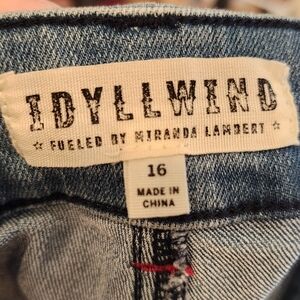 IDYLLWIND
☆ FUELED BY MIRANDA LAMBERT ☆
16
MADE IN
CHINA